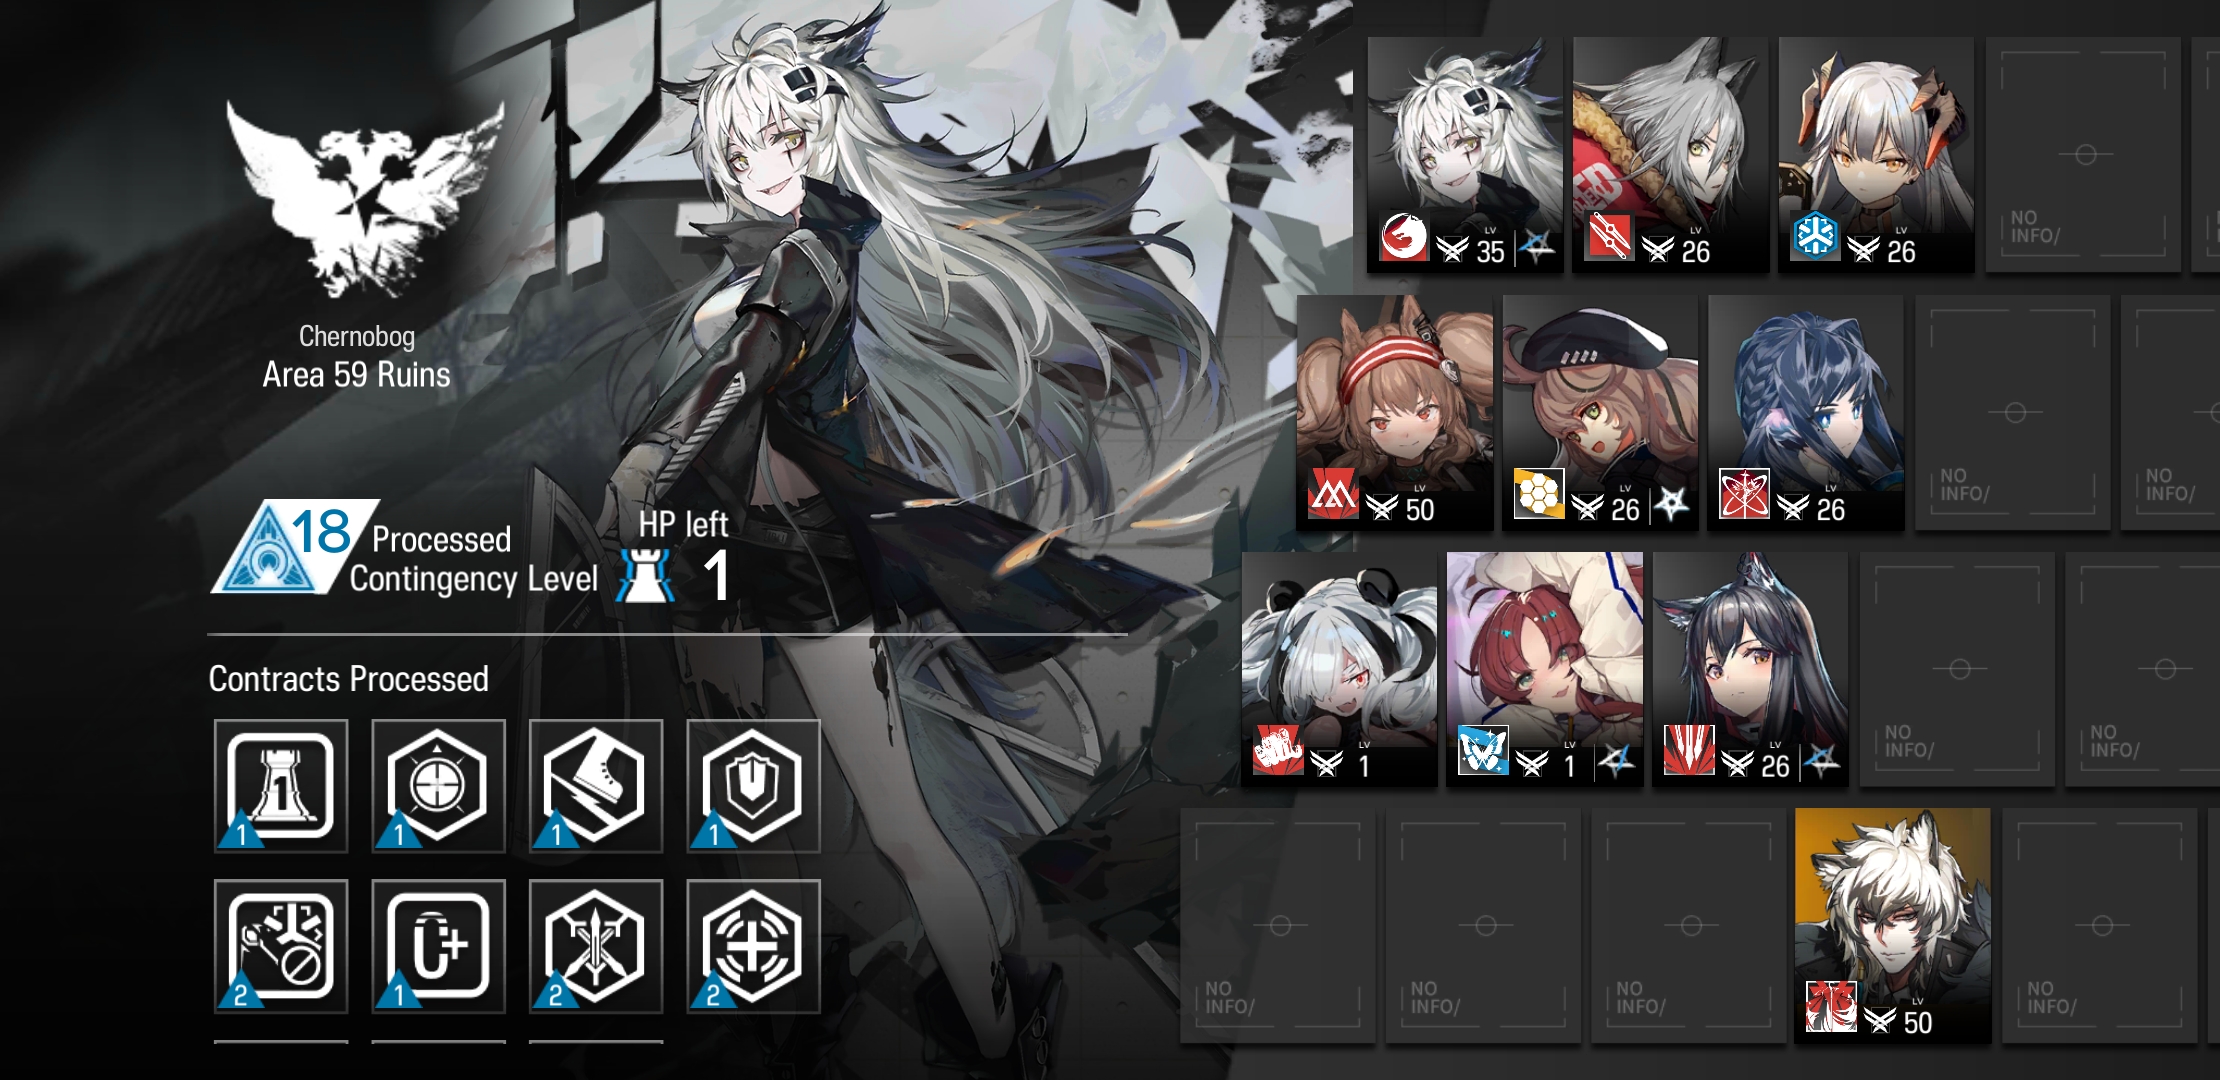 Chernobog
Area 59 Ruins
18
Processed
Contingency Level
HP left
1
Contracts Processed
1
1
1
1
1
2
C+
1
2
2
LV
35
LV
26
LV
26
NO
INFO/
LV
50
LV
26
LV
26
NO
INFO/
NO
INFO/
LV
1
LV
1
LV
26
NO
INFO/
NO
INFO/
NO
INFO/
NO
INFO/
NO
INFO/
LV
50
NO
INFO/